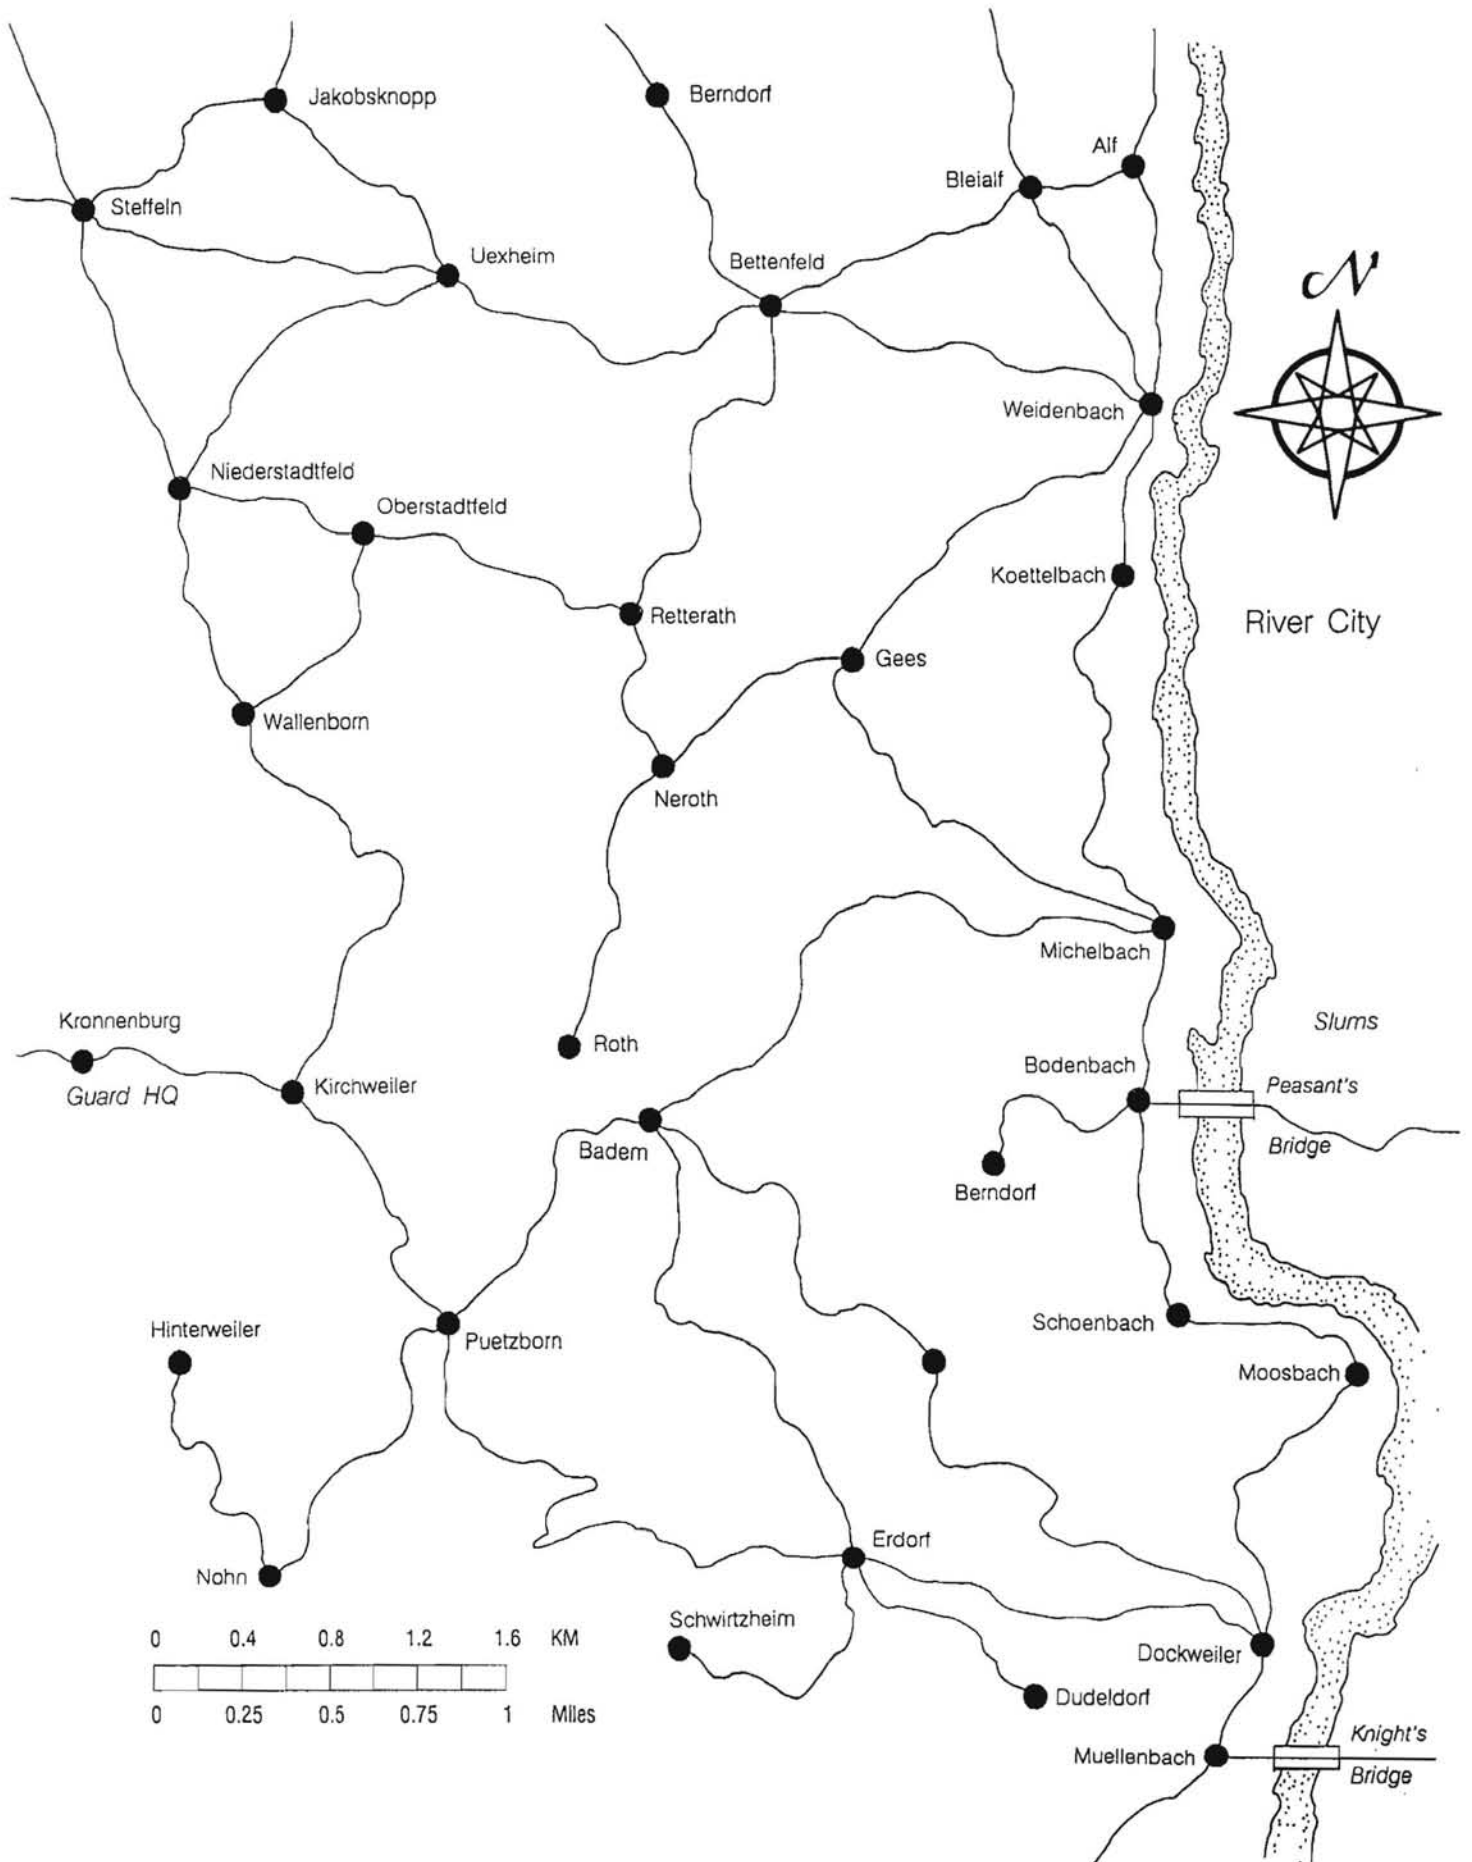 Jakobsknopp
Berndorf
Alf
Bleialf
Steffeln
Uexheim
Bettenfeld
N
Weidenbach
Niederstadtfeld
Oberstadtfeld
Koettelbach
River City
Retterath
Gees
Wallenborn
Neroth
Michelbach
Kronnenburg
Slums
Roth
Bodenbach
Guard HQ
Kirchweiler
Peasant's
Bridge
Badem
Berndorf
Hinterweiler
Puetzborn
Schoenbach
Moosbach
Erdorf
Nohn
Schwirtzheim
0 0.4 0.8 1.2 1.6 KM
Dockweiler
Dudeldorf
0 0.25 0.5 0.75 1 Miles
Knight's
Muellenbach
Bridge